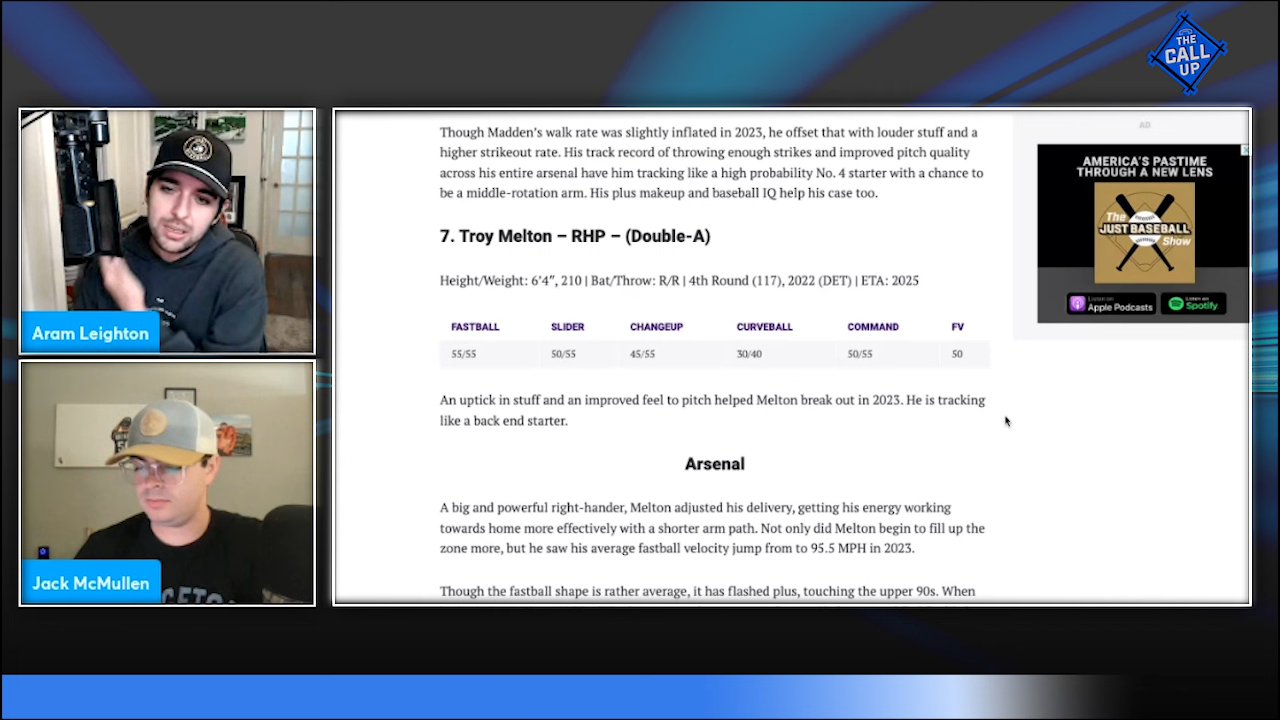 THE
CALL
UP
Aram Leighton
Jack McMullen
Though Madden's walk rate was slightly inflated in 2023, he offset that with louder stuff and a
higher strikeout rate. His track record of throwing enough strikes and improved pitch quality
across his entire arsenal have him tracking like a high probability No. 4 starter with a chance to
be a middle-rotation arm. His plus makeup and baseball IQ help his case too.
7. Troy Melton – RHP – (Double-A)
Height/Weight: 6'4", 210 | Bat/Throw: R/R | 4th Round (117), 2022 (DET) | ETA: 2025
FASTBALL SLIDER CHANGEUP CURVEBALL COMMAND FV
55/55 50/55 45/55 30/40 50/55 50
An uptick in stuff and an improved feel to pitch helped Melton break out in 2023. He is tracking
like a back end starter.
Arsenal
A big and powerful right-hander, Melton adjusted his delivery, getting his energy working
towards home more effectively with a shorter arm path. Not only did Melton begin to fill up the
zone more, but he saw his average fastball velocity jump from to 95.5 MPH in 2023.
Though the fastball shape is rather average, it has flashed plus, touching the upper 90s. When
AD
AMERICA'S PASTIME
THROUGH A NEW LENS
The
JUST BASEBALL
Show
Listen on
Apple Podcasts
Listen on
Spotify